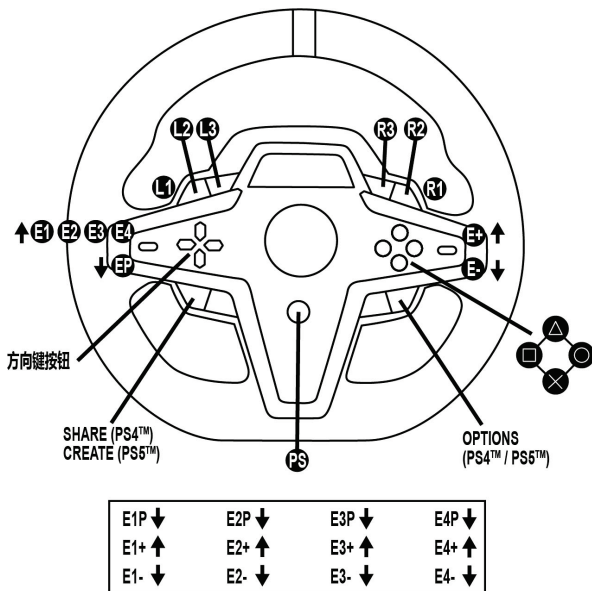 L2 L3 R3 R2
L1 R1
↑ E1 E2 E3 E4 E+ ↑
↓ EP E- ↓
方向键按钮
SHARE (PS4™)
CREATE (PS5™)
PS
OPTIONS
(PS4™ / PS5™)
E1P ↓ E2P ↓ E3P ↓ E4P ↓
E1+ ↑ E2+ ↑ E3+ ↑ E4+ ↑
E1- ↓ E2- ↓ E3- ↓ E4- ↓